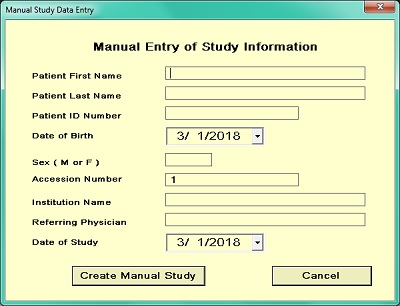 Manual Study Data Entry
Manual Entry of Study Information
Patient First Name
Patient Last Name
Patient ID Number
Date of Birth 3/ 1/2018
Sex ( M or F )
Accession Number 1
Institution Name
Referring Physician
Date of Study 3/ 1/2018
Create Manual Study Cancel